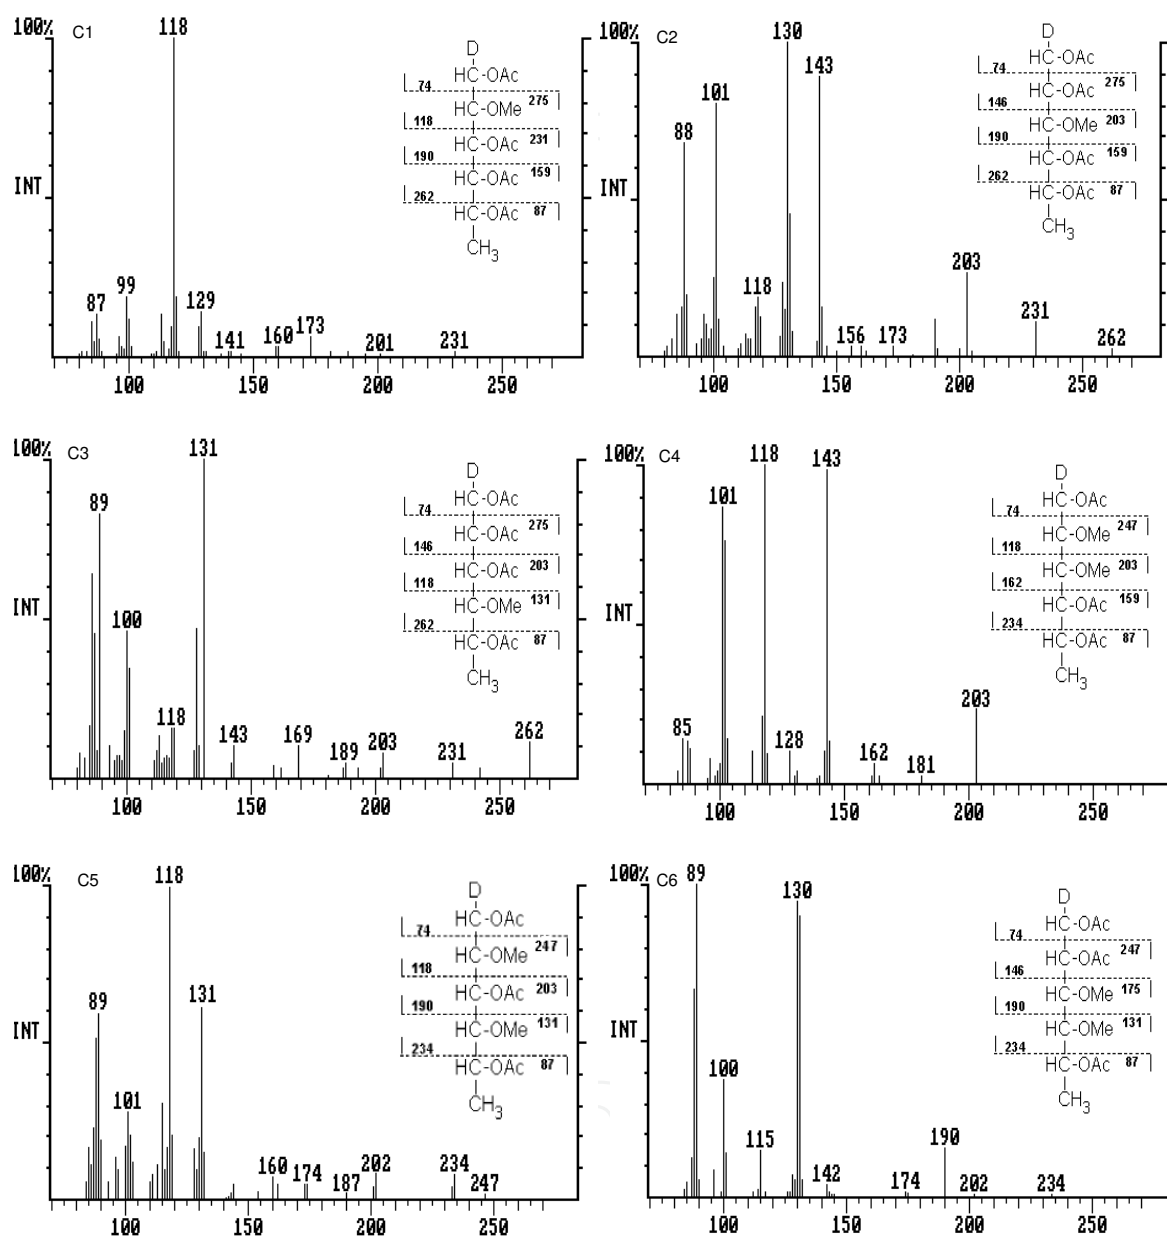 100% C1 118
D
HC-OAc
74
HC-OMe 275
118
HC-OAc 231
190
HC-OAc 159
262
HC-OAc 87
CH3
INT
87 99 129 141 160 173 201 231
100 150 200 250
100% C2 130
143
101
88
D
HC-OAc
74
HC-OAc 275
146
HC-OMe 203
190
HC-OAc 159
262
HC-OAc 87
CH3
INT
118 156 173 203 231 262
100 150 200 250
100% C3 131
89
100
D
HC-OAc
74
HC-OAc 275
146
HC-OAc 203
118
HC-OMe 131
262
HC-OAc 87
CH3
INT
118 143 169 189 203 231 262
100 150 200 250
100% C4 118 143
101
D
HC-OAc
74
HC-OMe 247
118
HC-OMe 203
162
HC-OAc 159
234
HC-OAc 87
CH3
INT
85 128 162 181 203
100 150 200 250
100% C5 118
89 131
D
HC-OAc
74
HC-OMe 247
118
HC-OAc 203
190
HC-OMe 131
234
HC-OAc 87
CH3
INT
101 160 174 187 202 234 247
100 150 200 250
100% C6 89 130
D
HC-OAc
74
HC-OAc 247
146
HC-OMe 175
190
HC-OMe 131
234
HC-OAc 87
CH3
INT
100 115 142 174 190 202 234
100 150 200 250